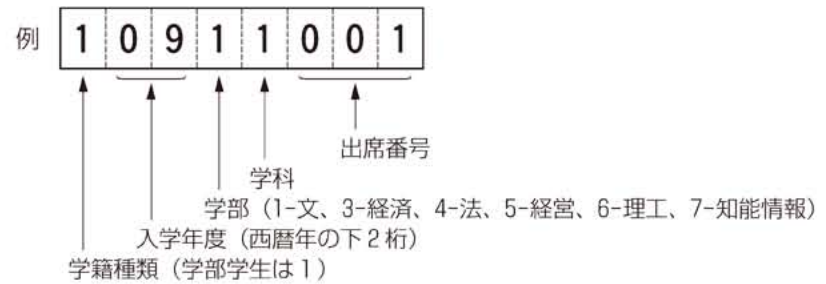 例 1 0 9 1 1 0 0 1
出席番号
学科
学部（1-文、3-経済、4-法、5-経営、6-理工、7-知能情報）
入学年度（西暦年の下2桁）
学籍種類（学部学生は1）